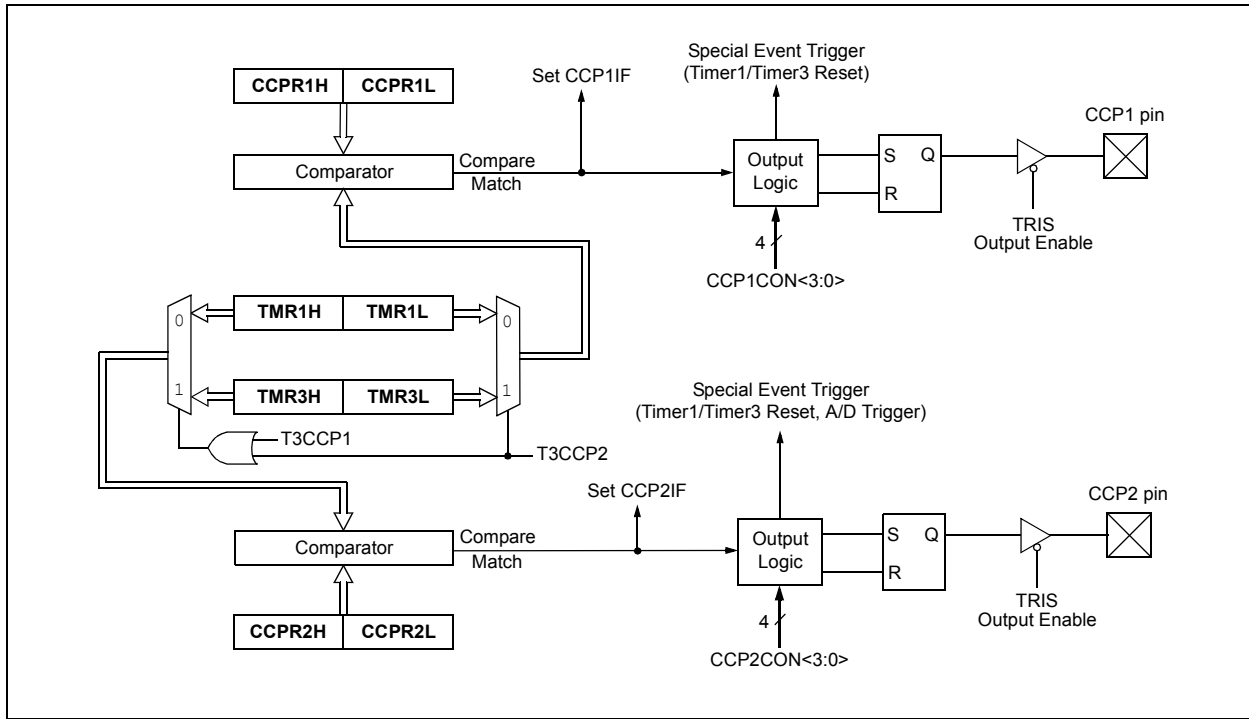 CCPR1H CCPR1L
Set CCP1IF
Special Event Trigger
(Timer1/Timer3 Reset)
CCP1 pin
Comparator
Compare
Match
Output
Logic
S Q
R
TRIS
Output Enable
4
CCP1CON<3:0>
0
TMR1H TMR1L
0
1
TMR3H TMR3L
1
T3CCP1
T3CCP2
Special Event Trigger
(Timer1/Timer3 Reset, A/D Trigger)
Set CCP2IF
CCP2 pin
Comparator
Compare
Match
Output
Logic
S Q
R
TRIS
Output Enable
4
CCPR2H CCPR2L
CCP2CON<3:0>